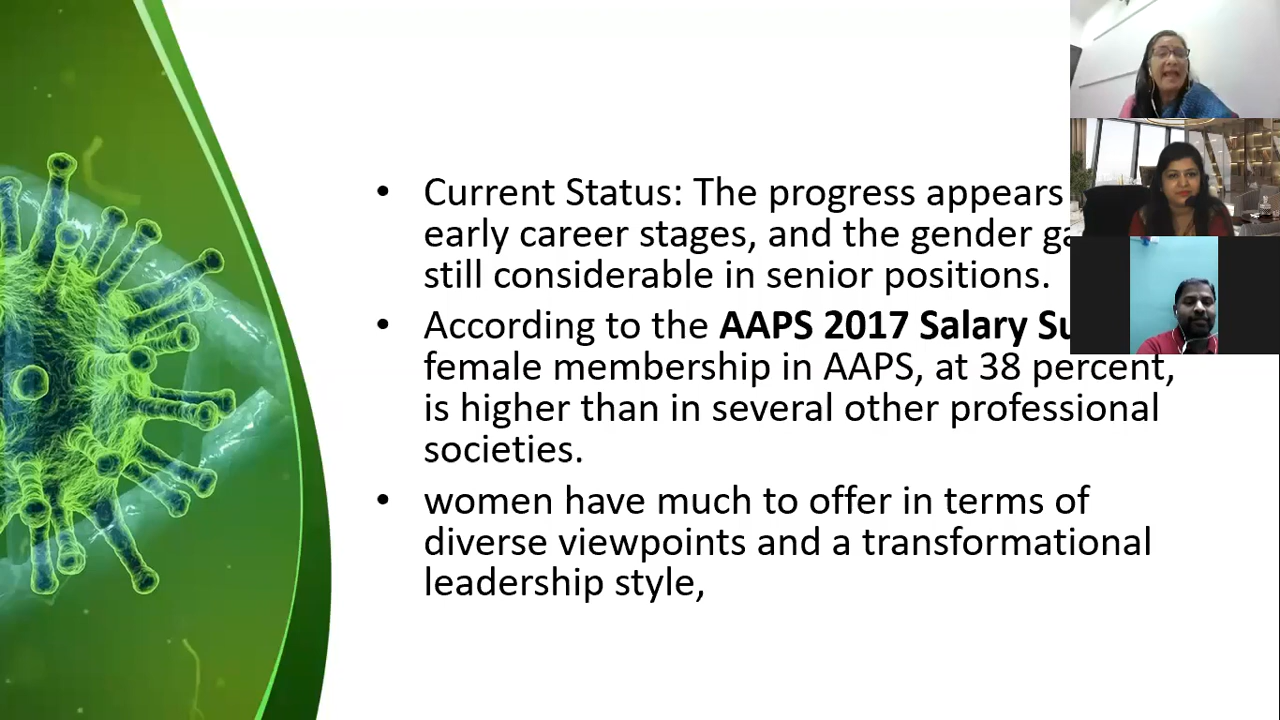 • Current Status: The progress appears
early career stages, and the gender
still considerable in senior positions.
• According to the AAPS 2017 Salary
female membership in AAPS, at 38 percent,
is higher than in several other professional
societies.
• women have much to offer in terms of
diverse viewpoints and a transformational
leadership style,